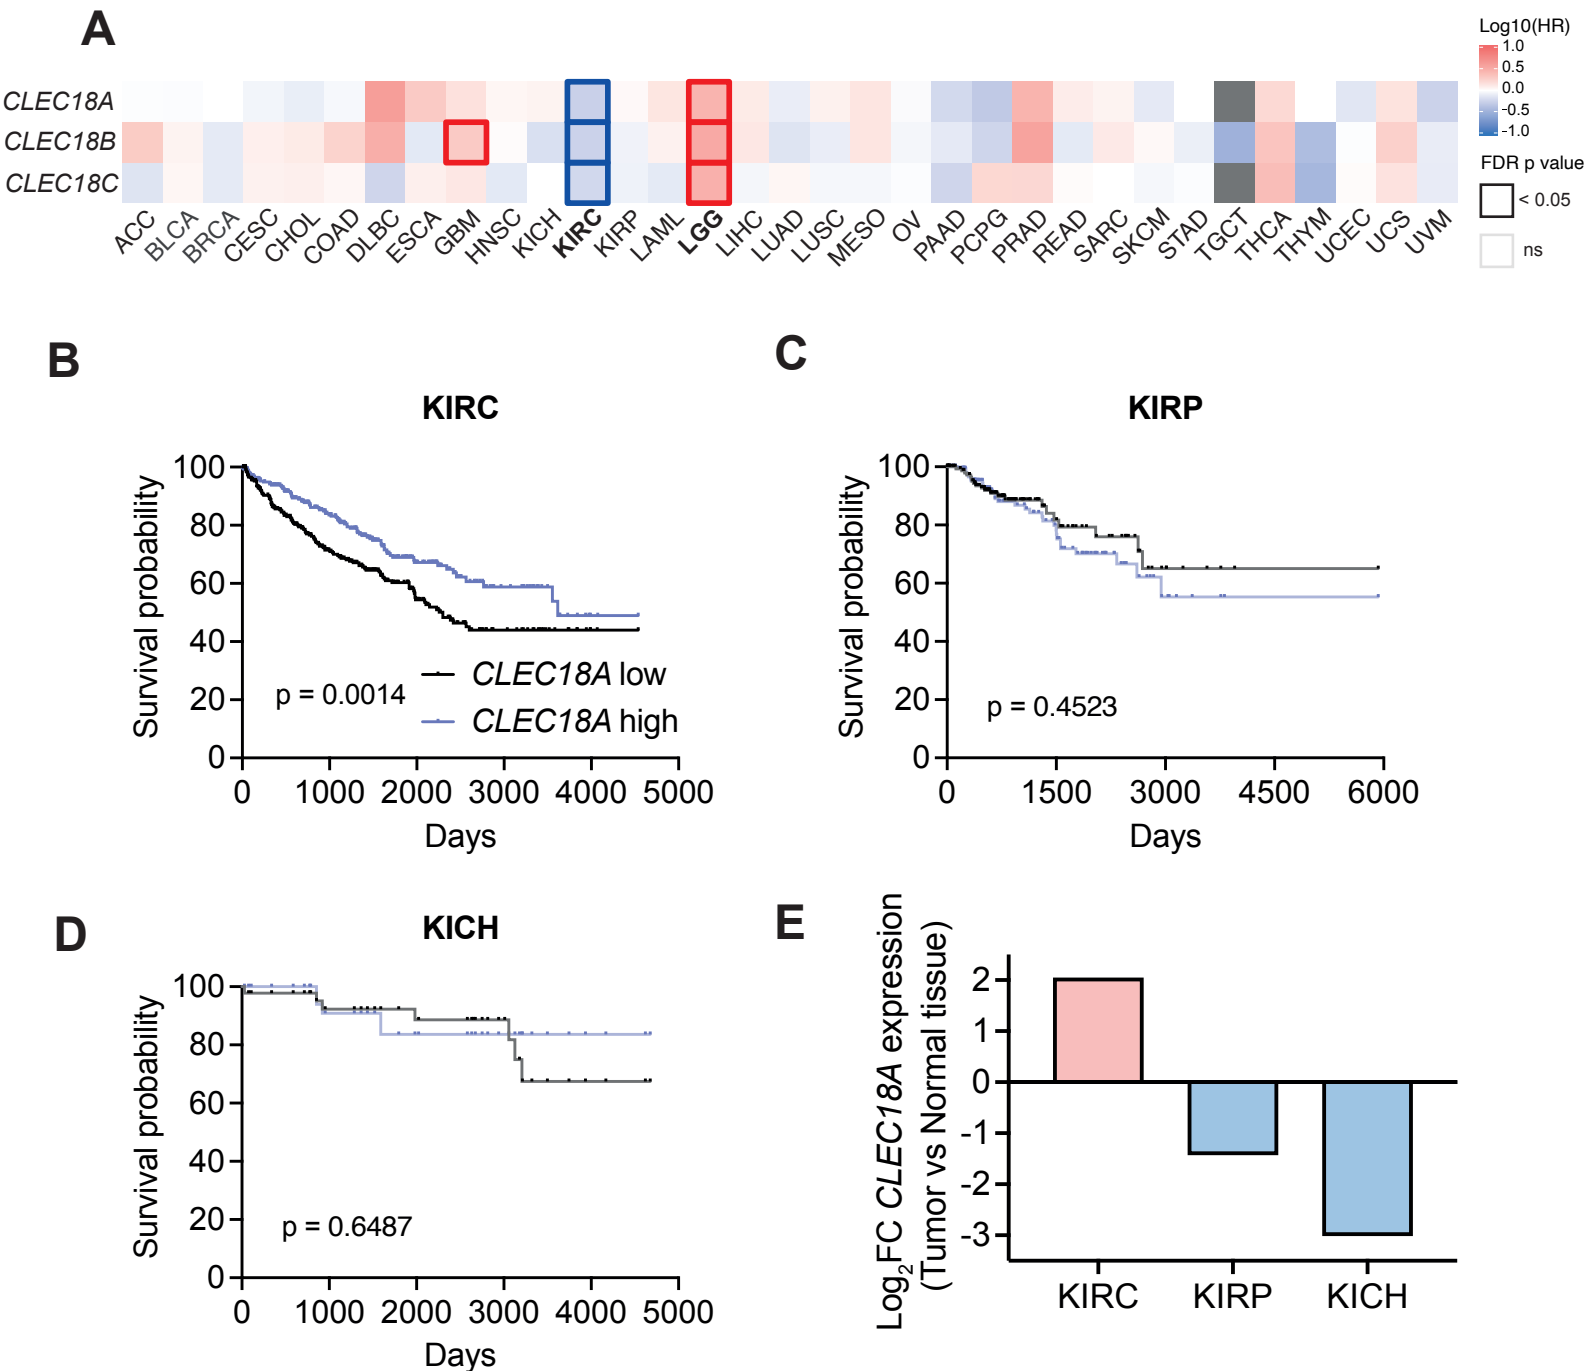 A
CLEC18A
CLEC18B
CLEC18C
ACC BLCA BRCA CESC CHOL COAD DLBC ESCA GBM HNSC KICH KIRC KIRP LAML LGG LIHC LUAD LUSC MESO OV PAAD PCPG PRAD READ SARC SKCM STAD TGCT THCA THYM UCEC UCS UVM
Log10(HR)
1.0
0.5
0.0
-0.5
-1.0
FDR p value
< 0.05
ns
B
KIRC
Survival probability
100
80
60
40
20
0
p = 0.0014
CLEC18A low
CLEC18A high
0 1000 2000 3000 4000 5000
Days
C
KIRP
Survival probability
100
80
60
40
20
0
p = 0.4523
0 1500 3000 4500 6000
Days
D
KICH
Survival probability
100
80
60
40
20
0
p = 0.6487
0 1000 2000 3000 4000 5000
Days
E
Log₂FC CLEC18A expression
(Tumor vs Normal tissue)
2
1
0
-1
-2
-3
KIRC KIRP KICH